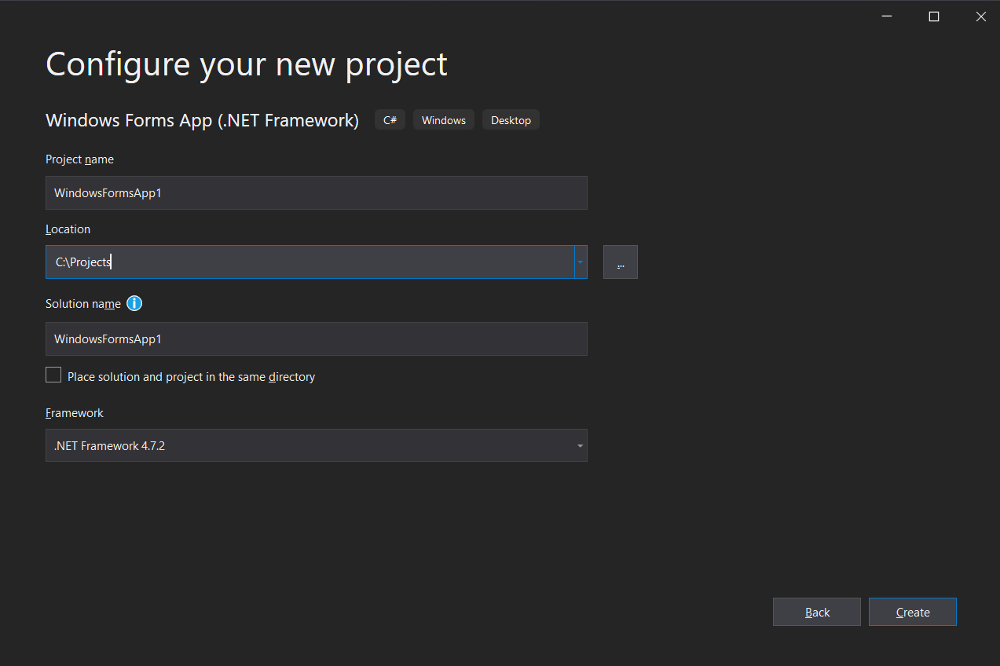 Configure your new project
Windows Forms App (.NET Framework) C# Windows Desktop
Project name
WindowsFormsApp1
Location
C:\Projects
...
Solution name i
WindowsFormsApp1
Place solution and project in the same directory
Framework
.NET Framework 4.7.2
Back Create